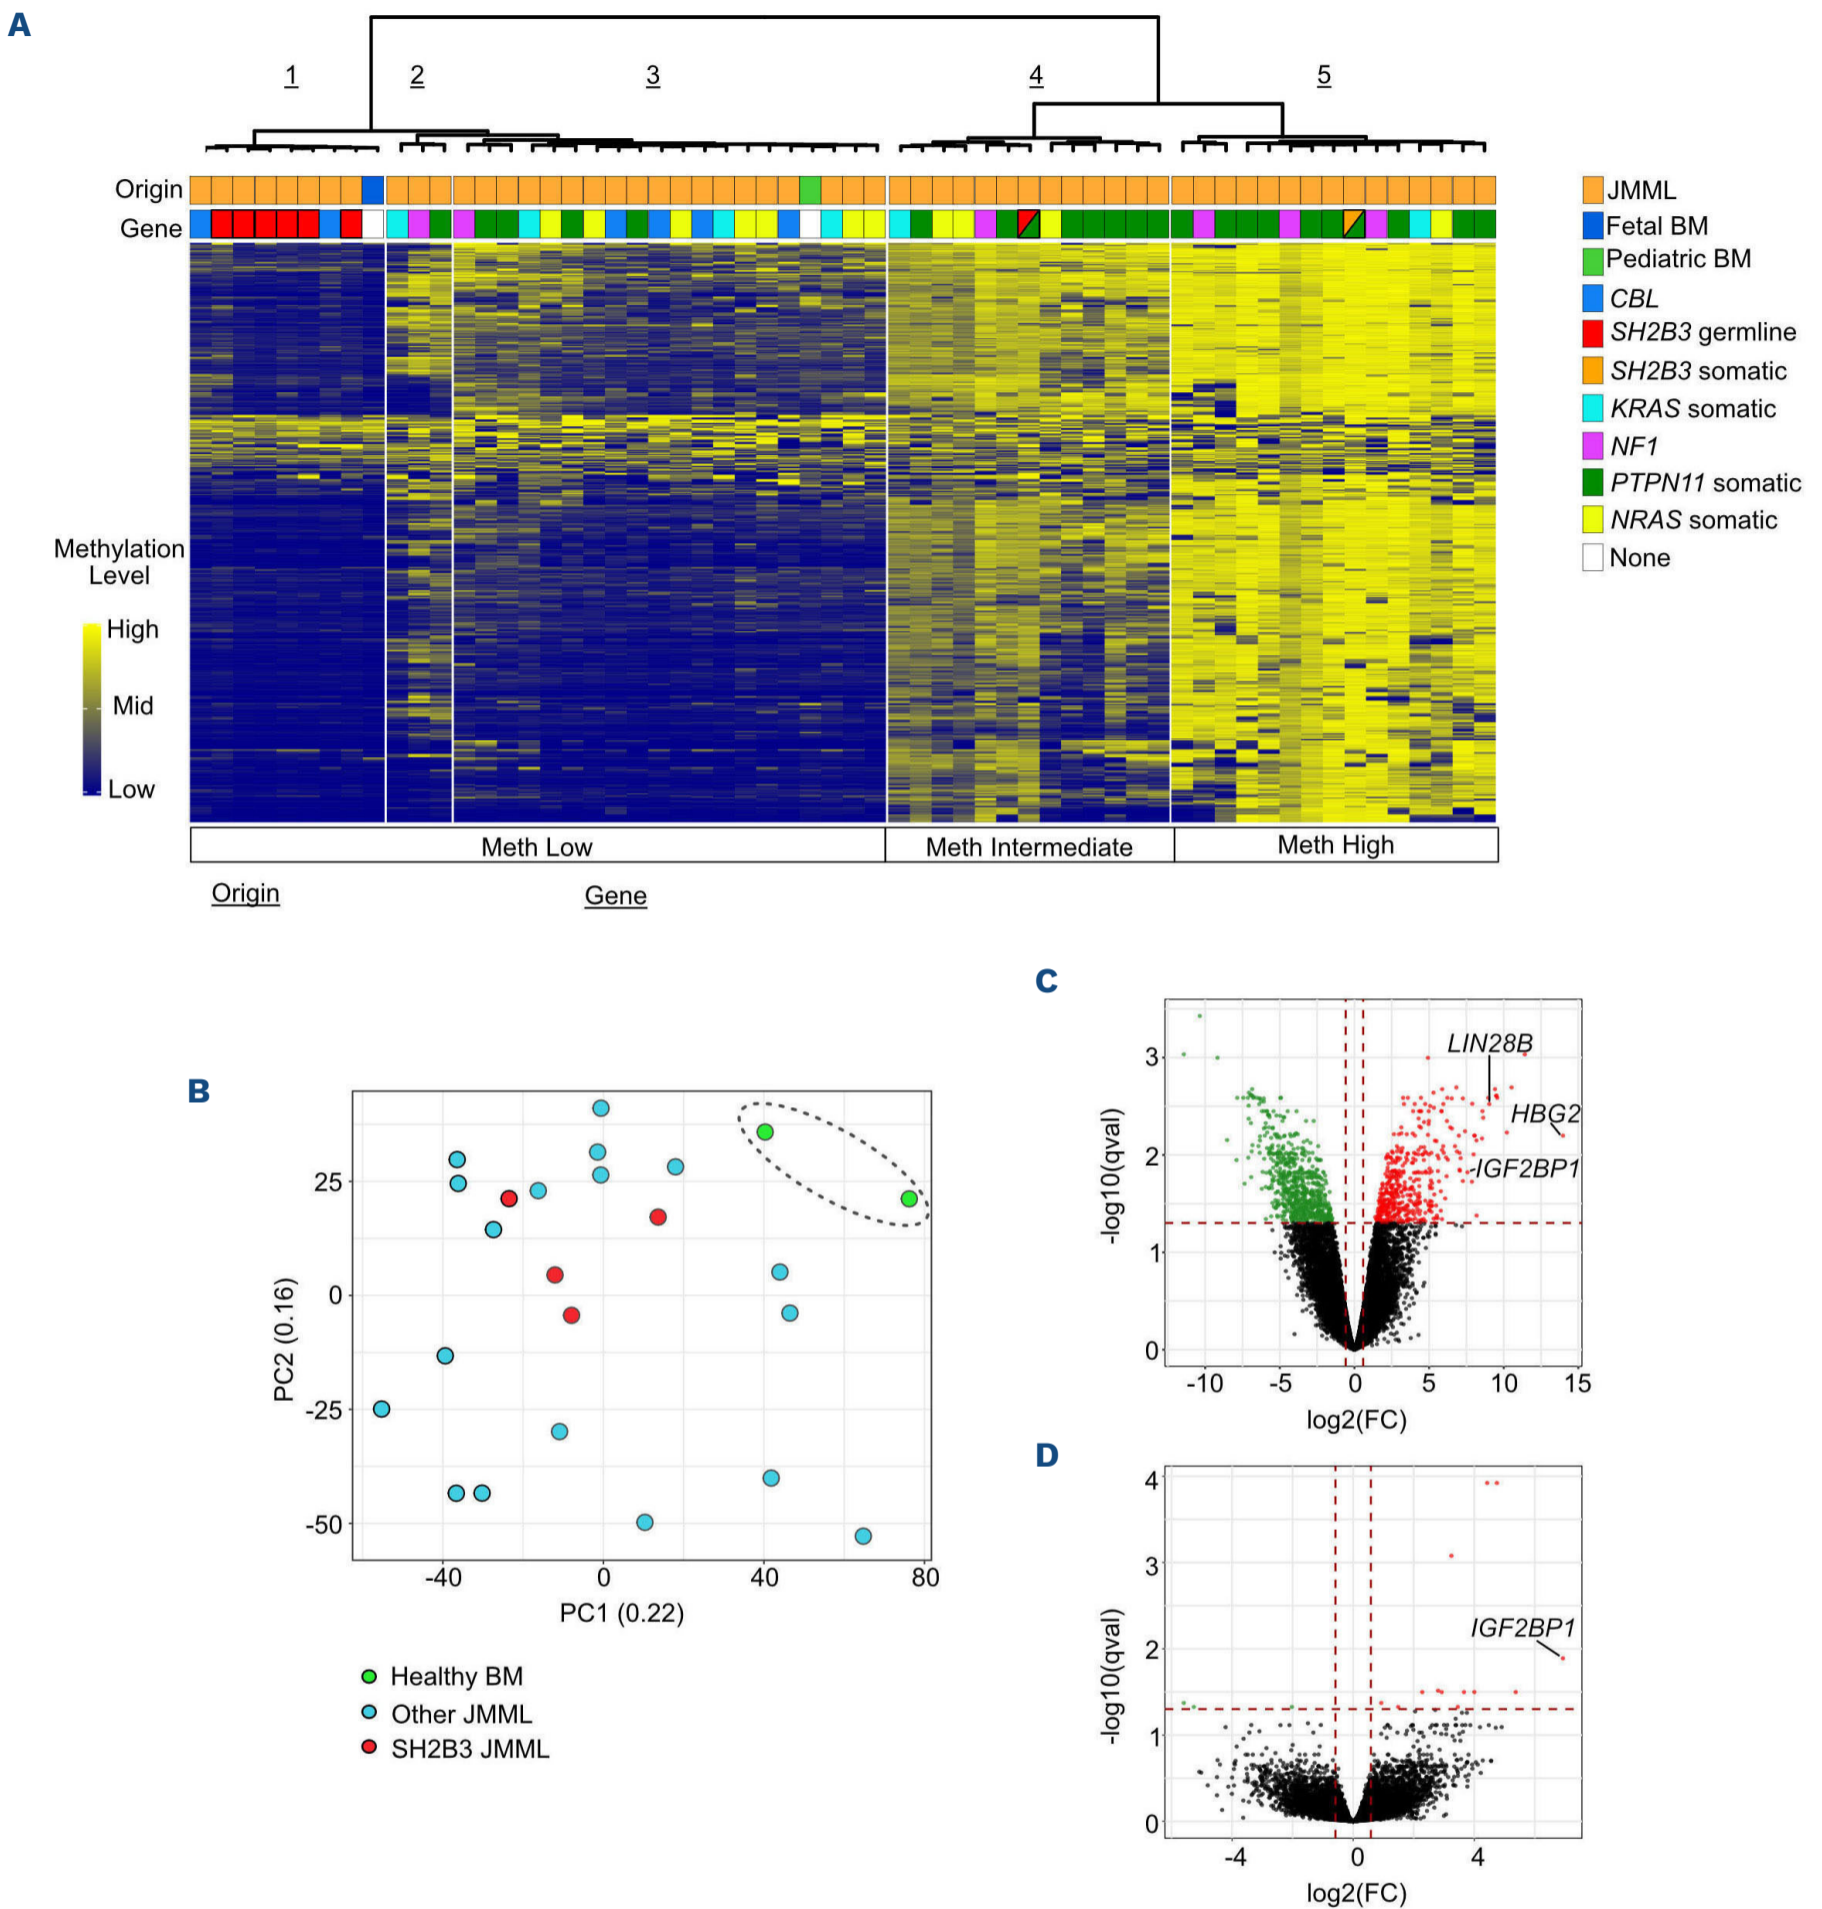 A
1 2 3 4 5
Origin
Gene
JMML
Fetal BM
Pediatric BM
CBL
SH2B3 germline
SH2B3 somatic
KRAS somatic
NF1
PTPN11 somatic
NRAS somatic
None
Methylation
Level
High
Mid
Low
Meth Low
Meth Intermediate
Meth High
Origin
Gene
B
25
0
-25
-50
PC2 (0.16)
-40 0 40 80
PC1 (0.22)
Healthy BM
Other JMML
SH2B3 JMML
C
LIN28B
HBG2
IGF2BP1
3
2
1
0
-log10(qval)
-10 -5 0 5 10 15
log2(FC)
D
IGF2BP1
4
3
2
1
0
-log10(qval)
-4 0 4
log2(FC)